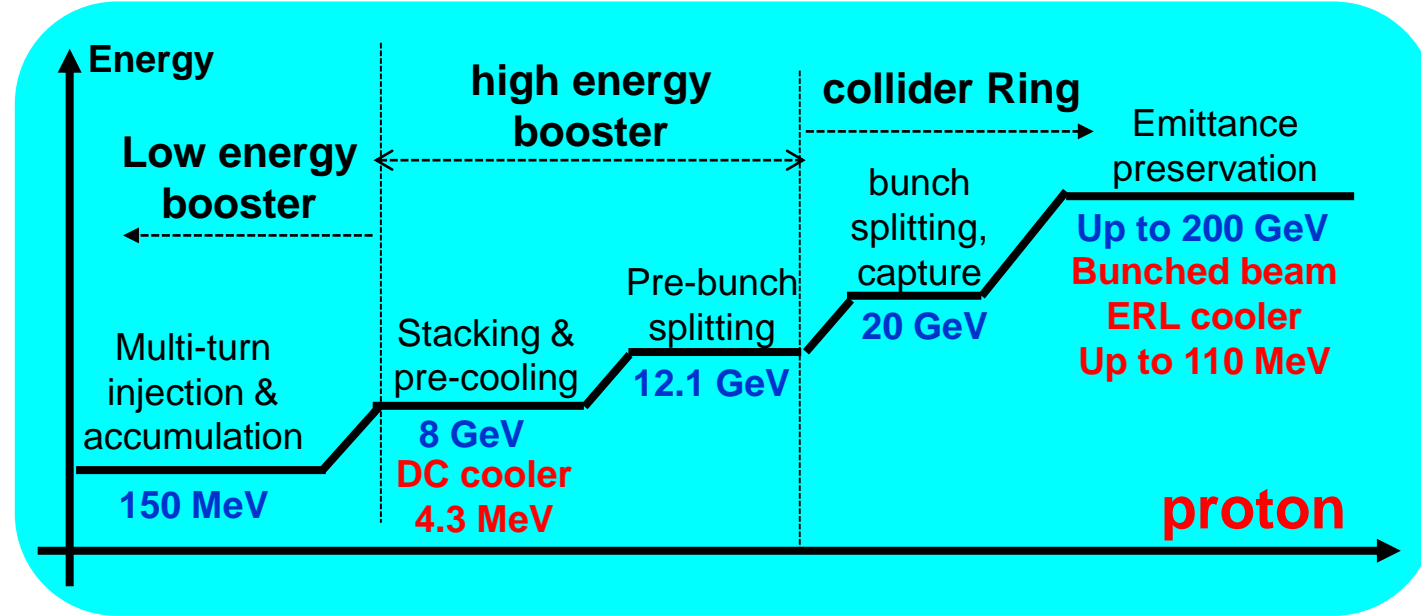 Energy
Low energy
booster
high energy
booster
collider Ring
Multi-turn
injection &
accumulation
150 MeV
Stacking &
pre-cooling
8 GeV
DC cooler
4.3 MeV
Pre-bunch
splitting
12.1 GeV
bunch
splitting,
capture
20 GeV
Emittance
preservation
Up to 200 GeV
Bunched beam
ERL cooler
Up to 110 MeV
proton